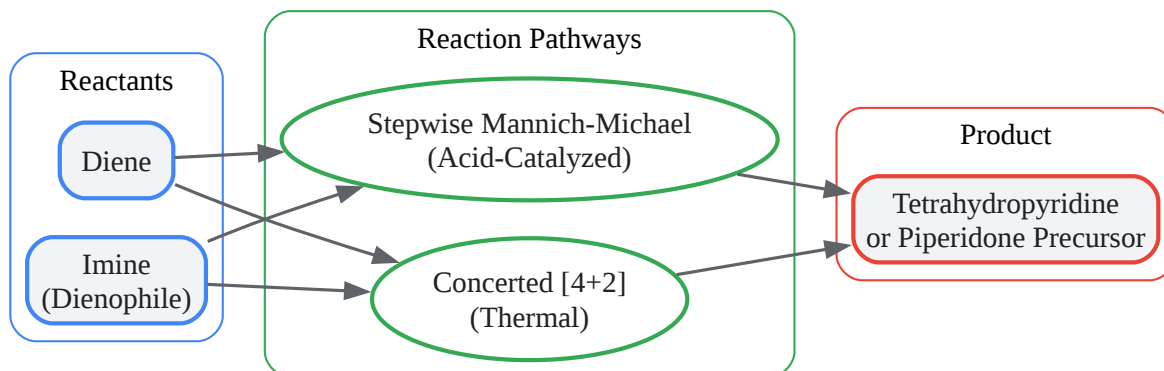 Reaction Pathways
Reactants
Product
Diene
Imine
(Dienophile)
Stepwise Mannich-Michael
(Acid-Catalyzed)
Concerted [4+2]
(Thermal)
Tetrahydropyridine
or Piperidone Precursor